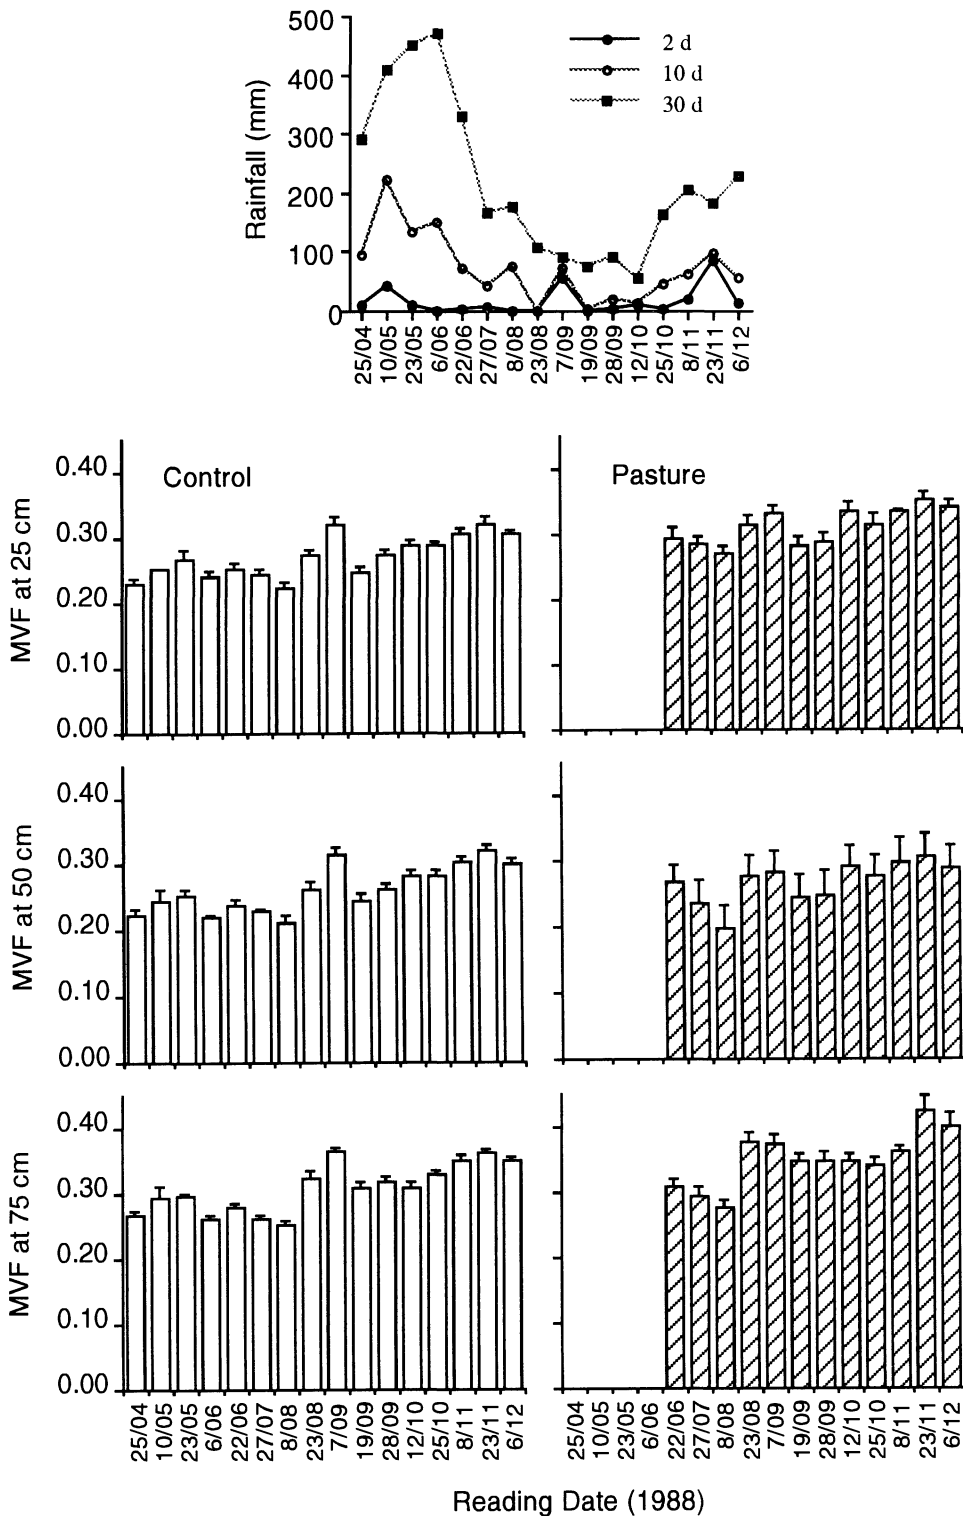 500
400
300
200
100
0
Rainfall (mm)
2 d
10 d
30 d
25/04 10/05 23/05 6/06 22/06 27/07 8/08 23/08 7/09 19/09 28/09 12/10 25/10 8/11 23/11 6/12
Control
Pasture
MVF at 25 cm
0.40
0.30
0.20
0.10
0.00
MVF at 50 cm
0.40
0.30
0.20
0.10
0.00
MVF at 75 cm
0.40
0.30
0.20
0.10
0.00
25/04 10/05 23/05 6/06 22/06 27/07 8/08 23/08 7/09 19/09 28/09 12/10 25/10 8/11 23/11 6/12
25/04 10/05 23/05 6/06 22/06 27/07 8/08 23/08 7/09 19/09 28/09 12/10 25/10 8/11 23/11 6/12
Reading Date (1988)